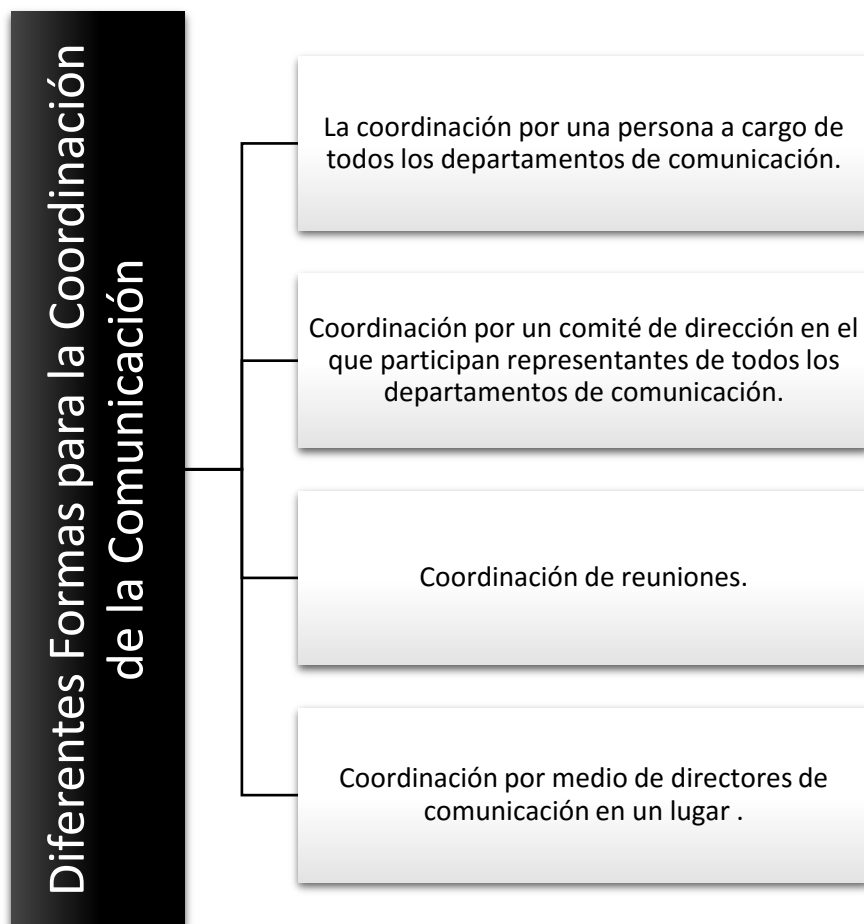 Diferentes Formas para la Coordinación
de la Comunicación
La coordinación por una persona a cargo de
todos los departamentos de comunicación.
Coordinación por un comité de dirección en el
que participan representantes de todos los
departamentos de comunicación.
Coordinación de reuniones.
Coordinación por medio de directores de
comunicación en un lugar .